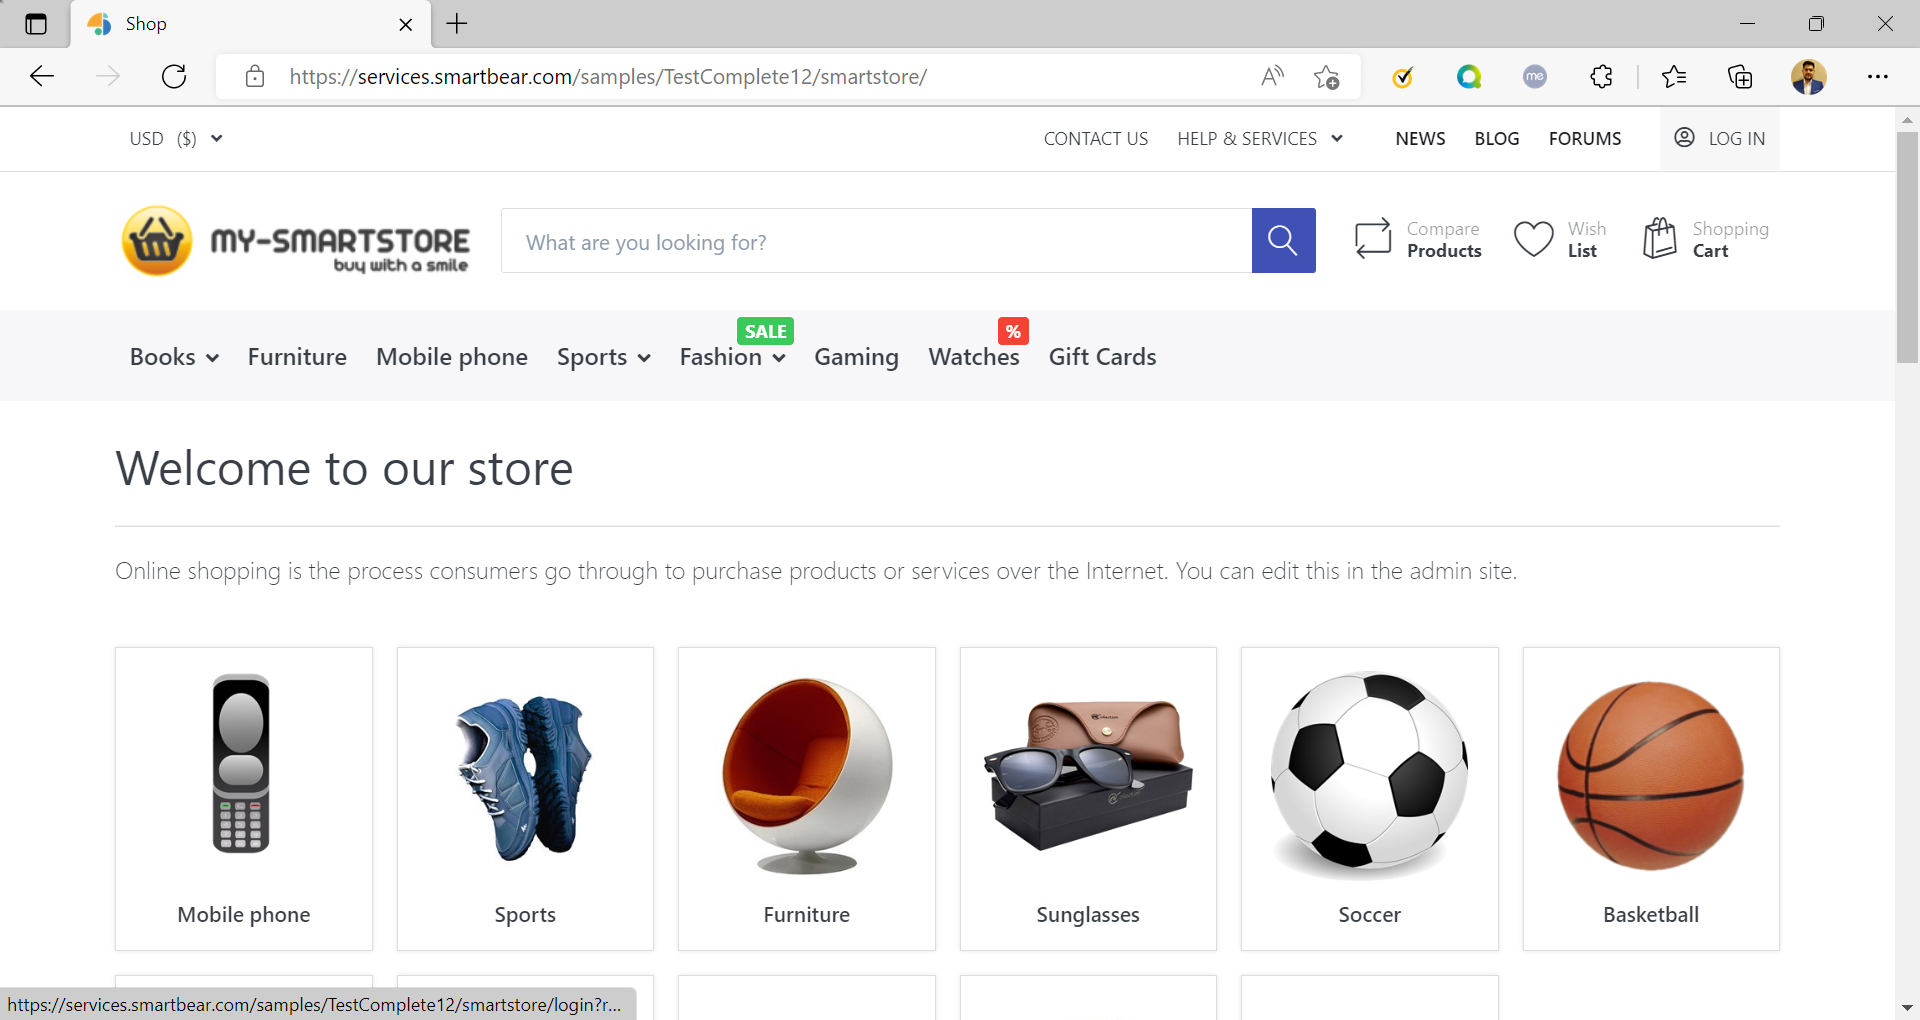 Shop
https://services.smartbear.com/samples/TestComplete12/smartstore/
me
USD ($)
CONTACT US
HELP & SERVICES
NEWS
BLOG
FORUMS
LOG IN
MY-SMARTSTORE
buy with a smile
What are you looking for?
Compare
Products
Wish
List
Shopping
Cart
SALE
%
Books
Furniture
Mobile phone
Sports
Fashion
Gaming
Watches
Gift Cards
Welcome to our store
Online shopping is the process consumers go through to purchase products or services over the Internet. You can edit this in the admin site.
Mobile phone
Sports
Furniture
Sunglasses
Soccer
Basketball
https://services.smartbear.com/samples/TestComplete12/smartstore/login?r...